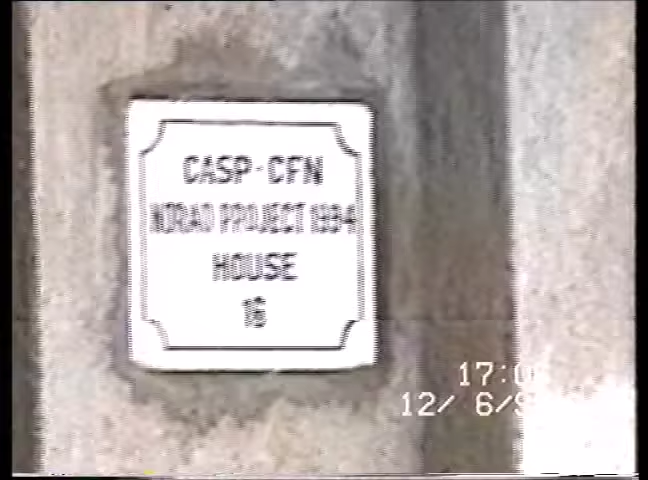 CASP-CFN
NORAD PROJECT 1994
HOUSE
16
17:0
12/ 6/9